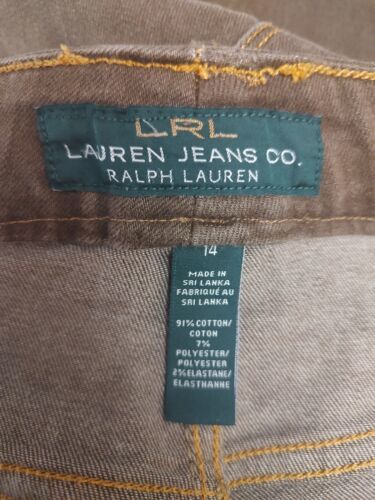 LRL
LAUREN JEANS CO.
RALPH LAUREN
14
MADE IN
SRI LANKA
FABRIQUÉ AU
SRI LANKA
91% COTTON/
COTON
7%
POLYESTER/
POLYESTER
2% ELASTANE/
ÉLASTHANNE